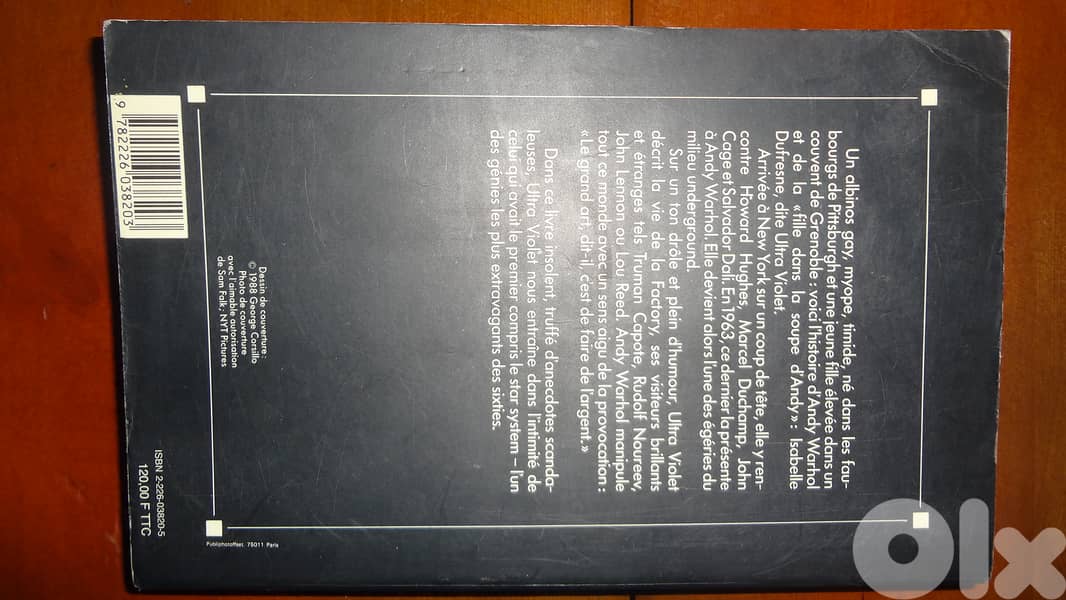 Un albinos gay, myope, timide, né dans les fau-
bourgs de Pittsburgh et une jeune fille élevée dans un
couvent de Grenoble : voici l'histoire d'Andy Warhol
et de la «fille dans la soupe d'Andy» : Isabelle
Dufresne, dite Ultra Violet.
Arrivée à New York sur un coup de tête, elle y ren-
contre Howard Hughes, Marcel Duchamp, John
Cage et Salvador Dali. En 1963, ce dernier la présente
à Andy Warhol. Elle devient alors l'une des égéries du
milieu underground.
Sur un ton drôle et plein d'humour, Ultra Violet
décrit la vie de la Factory, ses visiteurs brillants
et étranges tels Truman Capote, Rudolf Noureev,
John Lennon ou Lou Reed. Andy Warhol manipule
tout ce monde avec un sens aigu de la provocation :
«Le grand art, dit-il, c'est de faire de l'argent.»
Dans ce livre insolent, truffé d'anecdotes scanda-
leuses, Ultra Violet nous entraîne dans l'intimité de
celui qui avait le premier compris le star system – l'un
des génies les plus extravagants des sixties.
Dessin de couverture :
© 1988 George Corsillo
Photo de couverture
avec l'aimable autorisation
de Sam Falk; NYT Pictures
9 782226 038203
ISBN 2-226-03820-5
120,00 F TTC
Publiphotoffset, 75011 Paris
olx